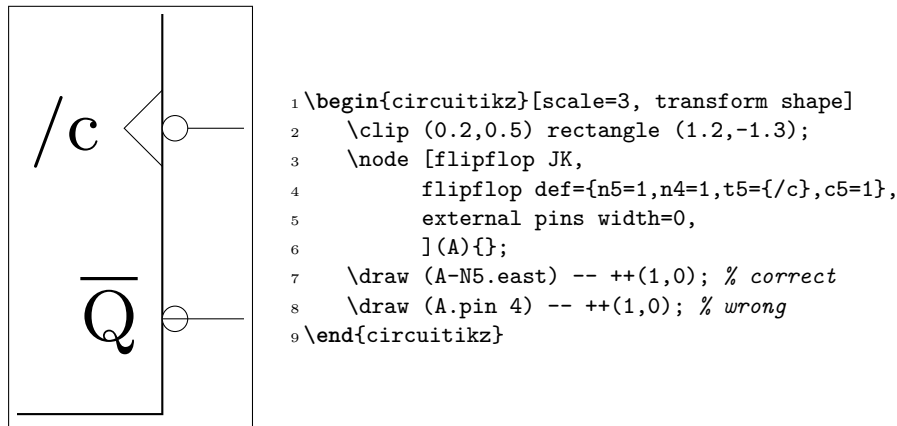 /c
Q̅
1 \begin{circuitikz}[scale=3, transform shape]
2 \clip (0.2,0.5) rectangle (1.2,-1.3);
3 \node [flipflop JK,
4 flipflop def={n5=1,n4=1,t5={/c},c5=1},
5 external pins width=0,
6 ](A){};
7 \draw (A-N5.east) -- ++(1,0); % correct
8 \draw (A.pin 4) -- ++(1,0); % wrong
9 \end{circuitikz}